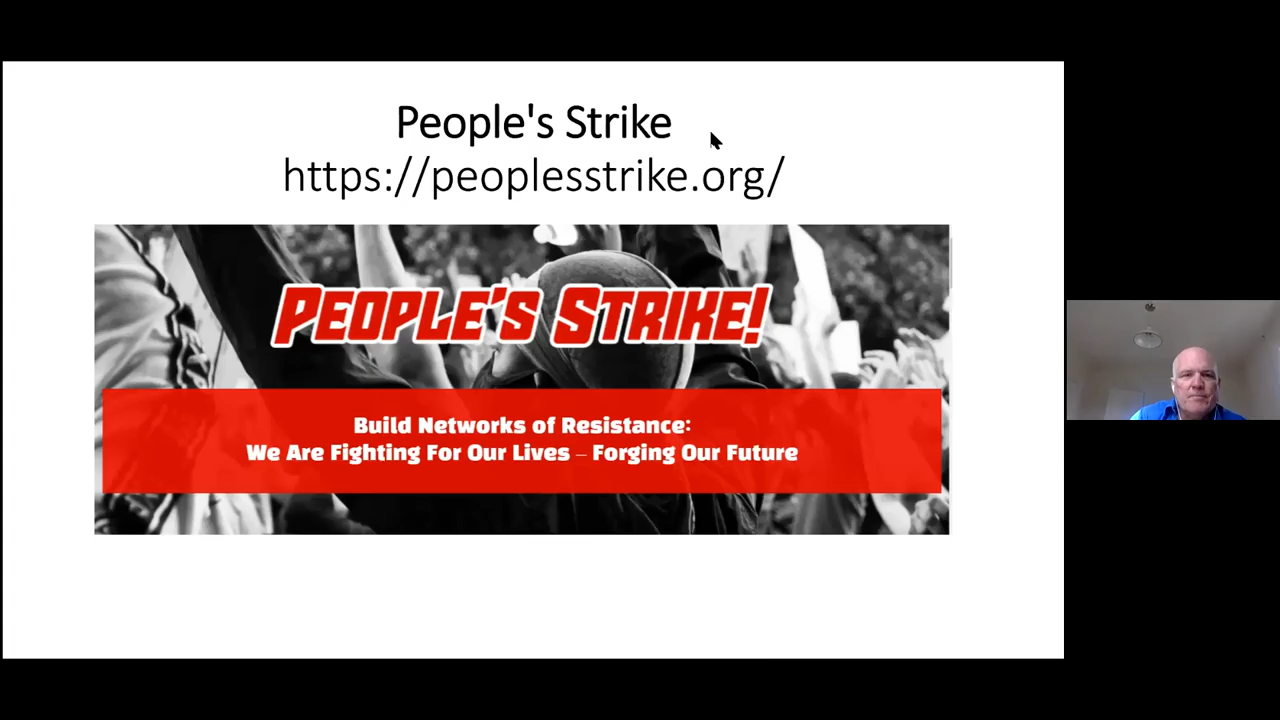 People's Strike
https://peoplesstrike.org/
PEOPLE'S STRIKE!
Build Networks of Resistance:
We Are Fighting For Our Lives – Forging Our Future